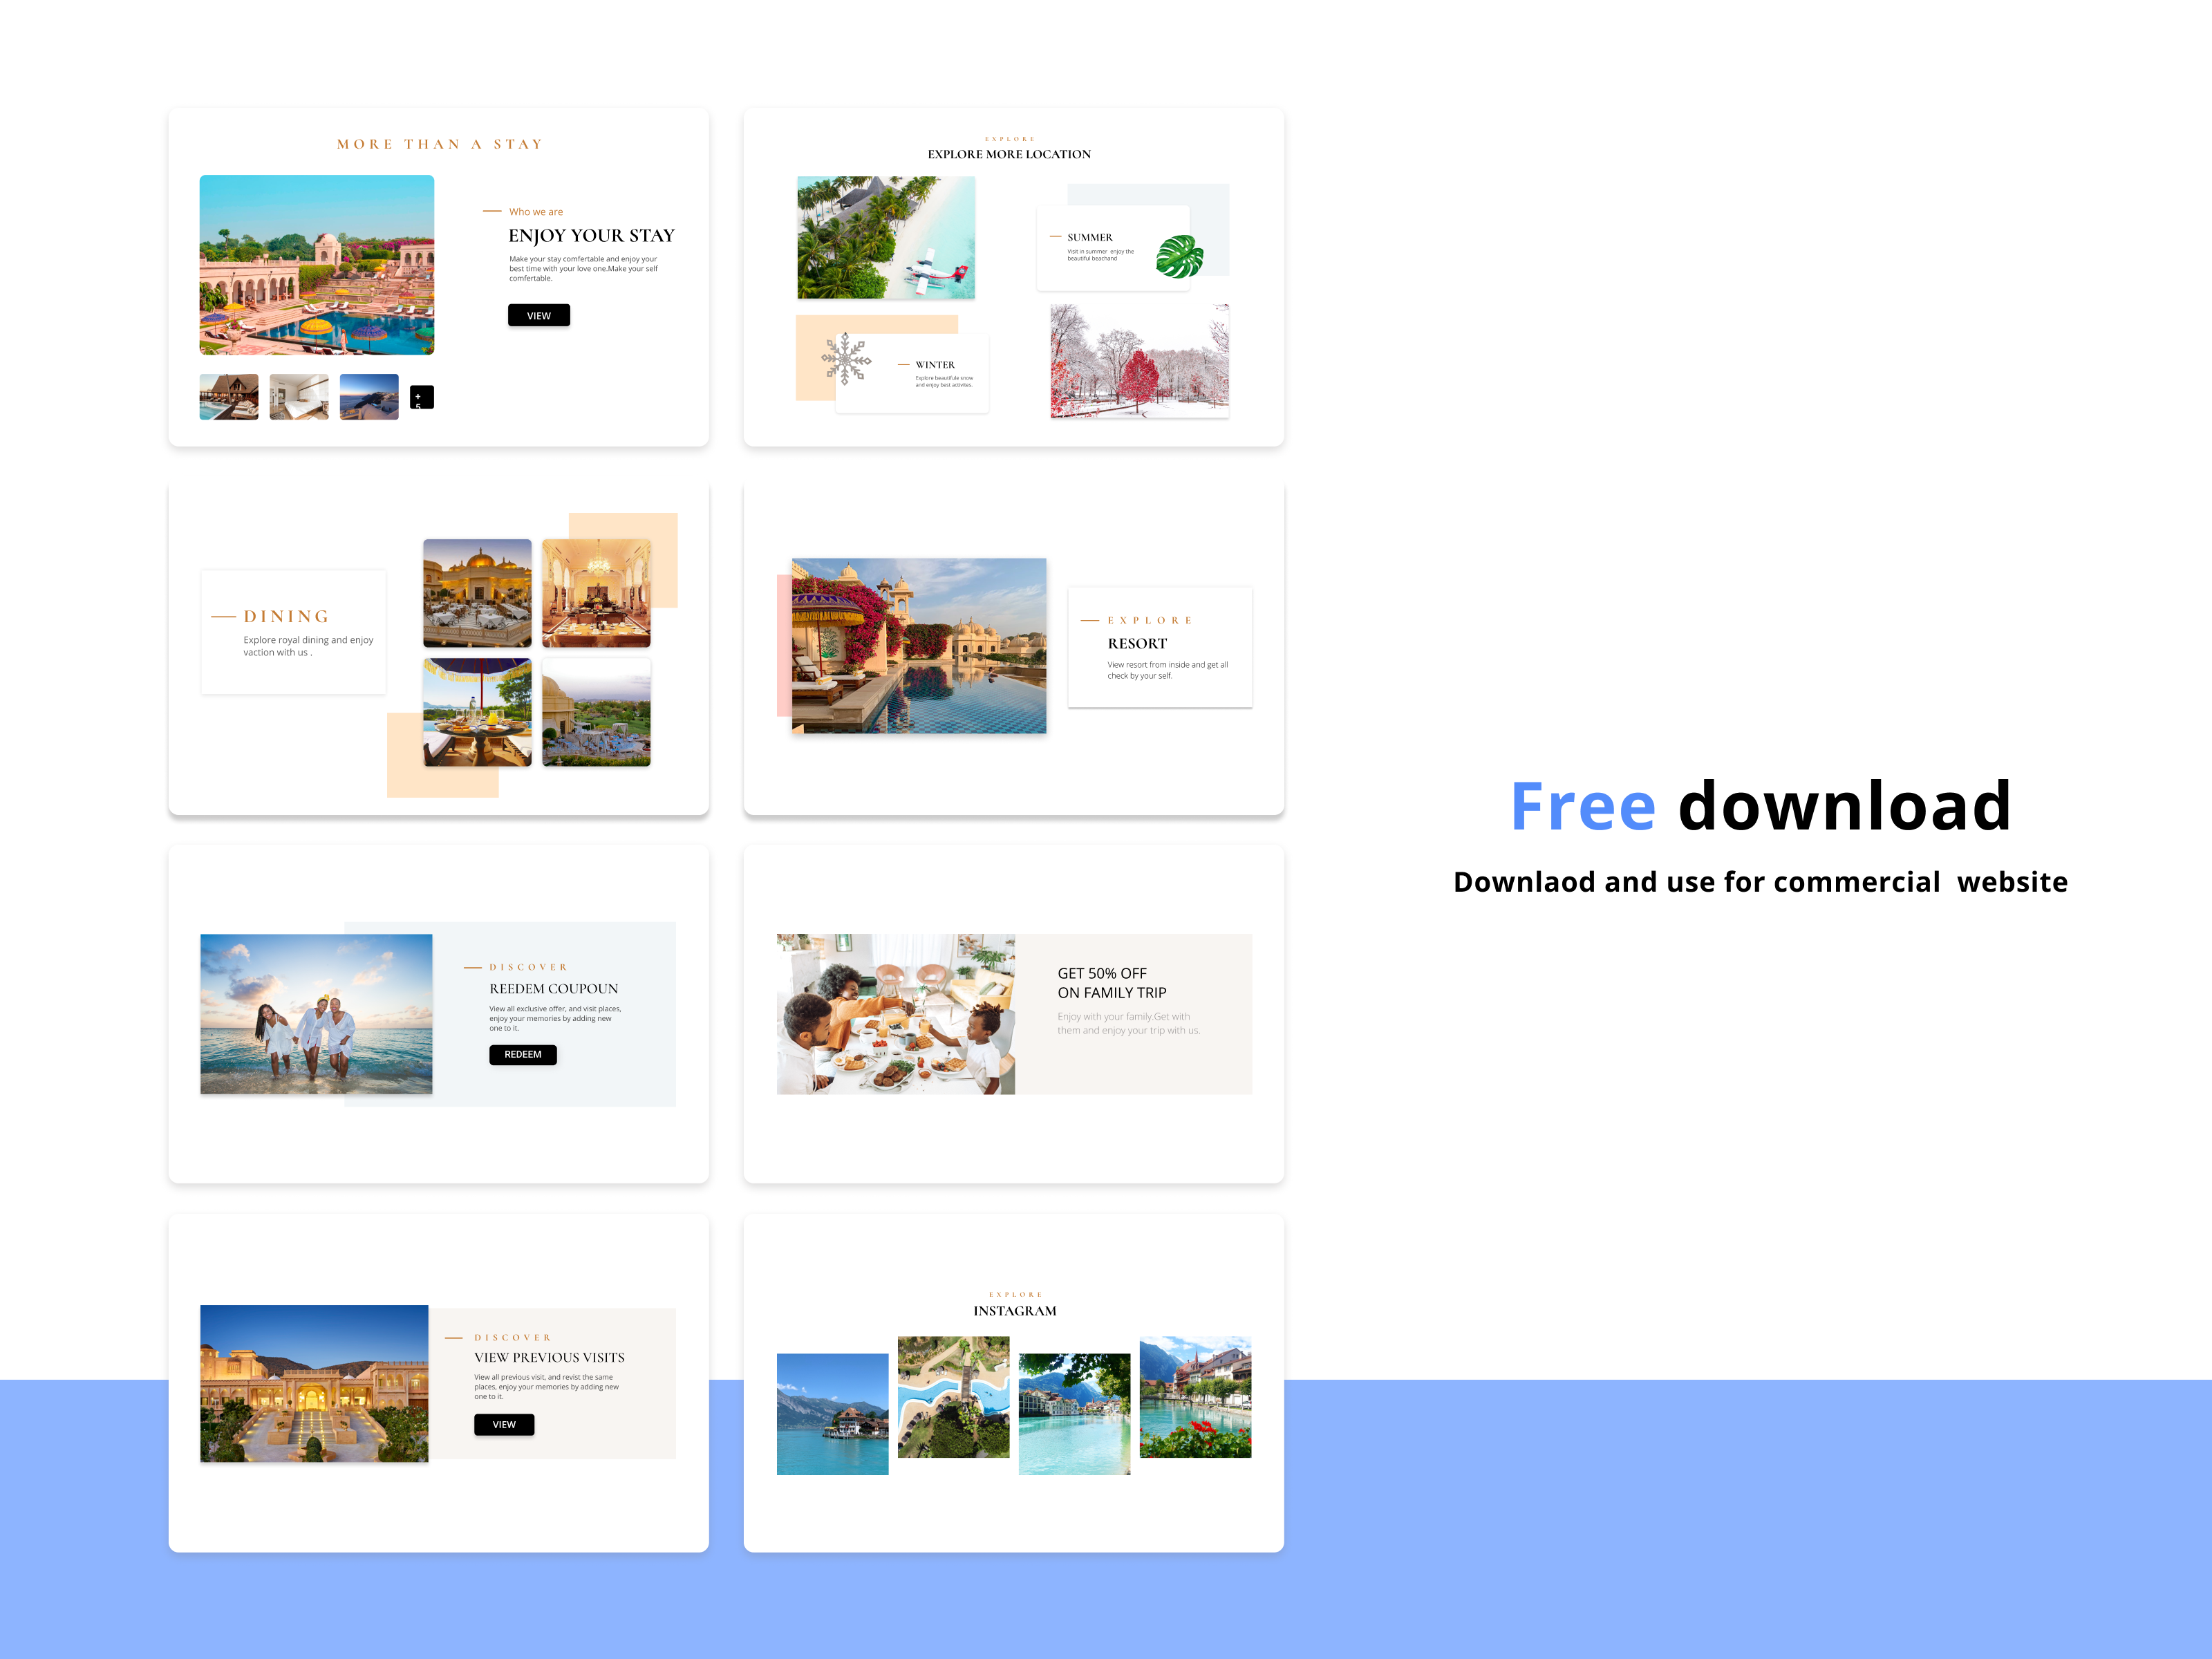 MORE THAN A STAY
Who we are
ENJOY YOUR STAY
Make your stay comfertable and enjoy your
best time with your love one.Make your self
comfertable.
VIEW
+
5
EXPLORE
EXPLORE MORE LOCATION
SUMMER
Visit in summer enjoy the
beautiful beachand
WINTER
Explore beautifule snow
and enjoy best activites.
DINING
Explore royal dining and enjoy
vaction with us .
EXPLORE
RESORT
View resort from inside and get all
check by your self.
Free download
Downlaod and use for commercial  website
DISCOVER
REEDEM COUPOUN
View all exclusive offer, and visit places,
enjoy your memories by adding new
one to it.
REDEEM
GET 50% OFF
ON FAMILY TRIP
Enjoy with your family.Get with
them and enjoy your trip with us.
DISCOVER
VIEW PREVIOUS VISITS
View all previous visit, and revist the same
places, enjoy your memories by adding new
one to it.
VIEW
EXPLORE
INSTAGRAM